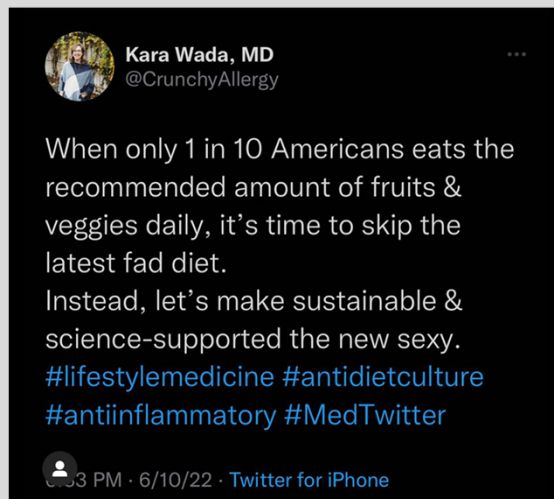 Kara Wada, MD
@CrunchyAllergy
When only 1 in 10 Americans eats the
recommended amount of fruits &
veggies daily, it's time to skip the
latest fad diet.
Instead, let's make sustainable &
science-supported the new sexy.
#lifestylemedicine #antidietculture
#antiinflammatory #MedTwitter
PM · 6/10/22 · Twitter for iPhone